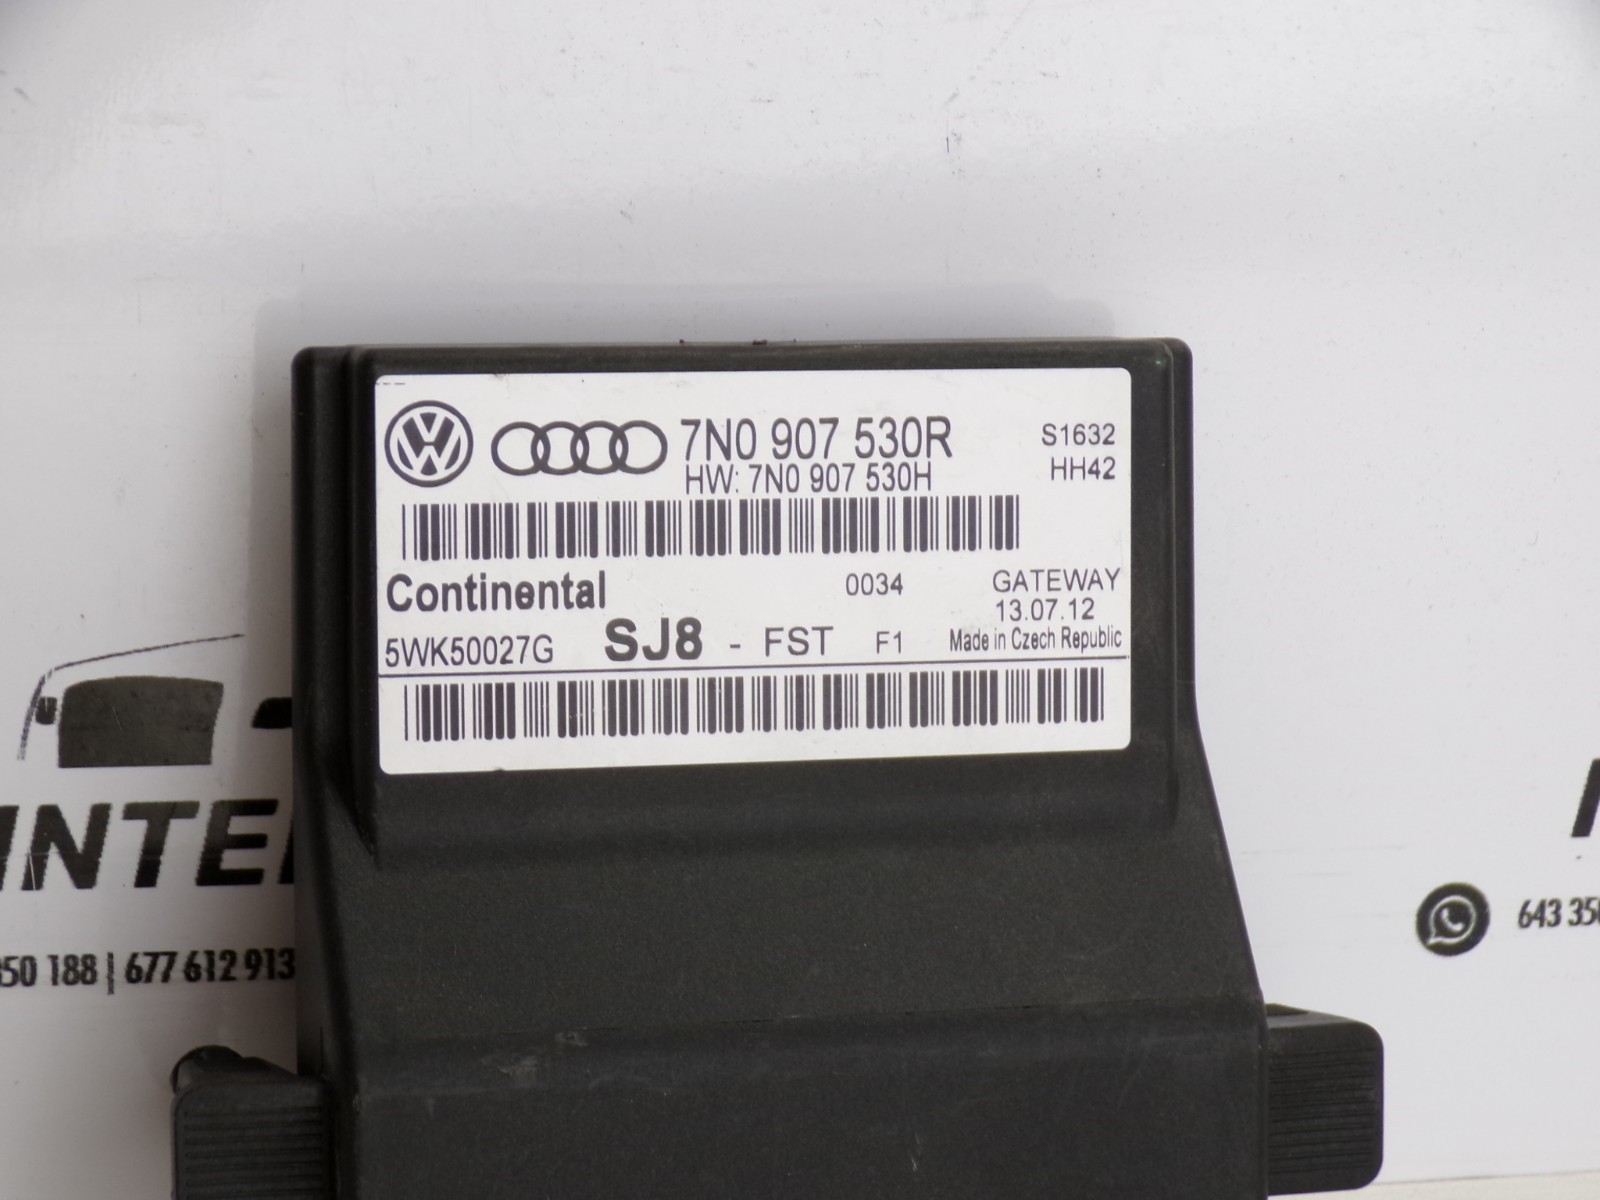 7N0 907 530R
HW: 7N0 907 530H
S1632
HH42
Continental
0034
GATEWAY
13.07.12
5WK50027G SJ8 - FST F1 Made in Czech Republic
INTE
50 188 | 677 612 913
643 35